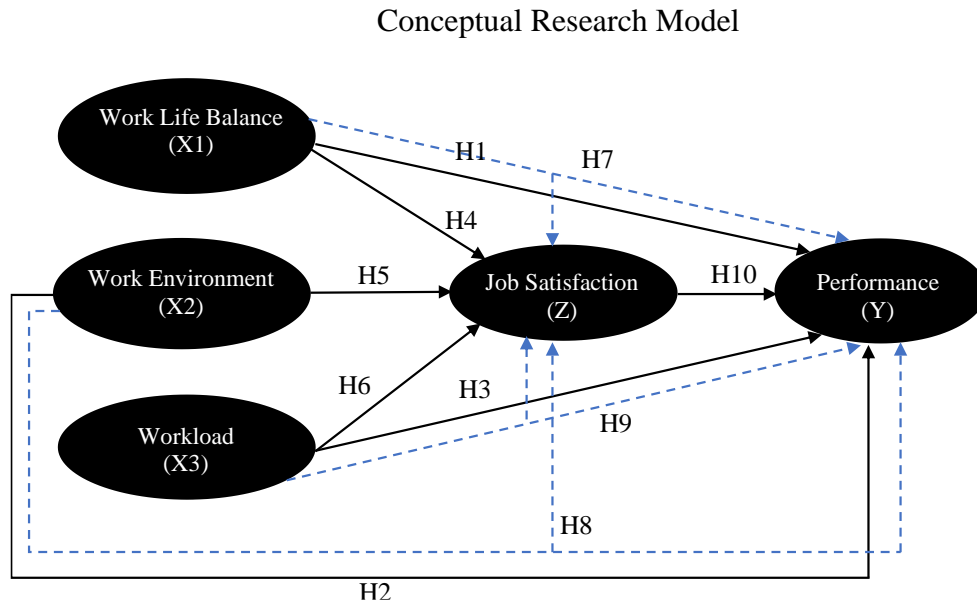 Conceptual Research Model
Work Life Balance
(X1)
H1
H7
H4
Work Environment
(X2)
H5
Job Satisfaction
(Z)
H10
Performance
(Y)
H6
H3
H9
Workload
(X3)
H8
H2